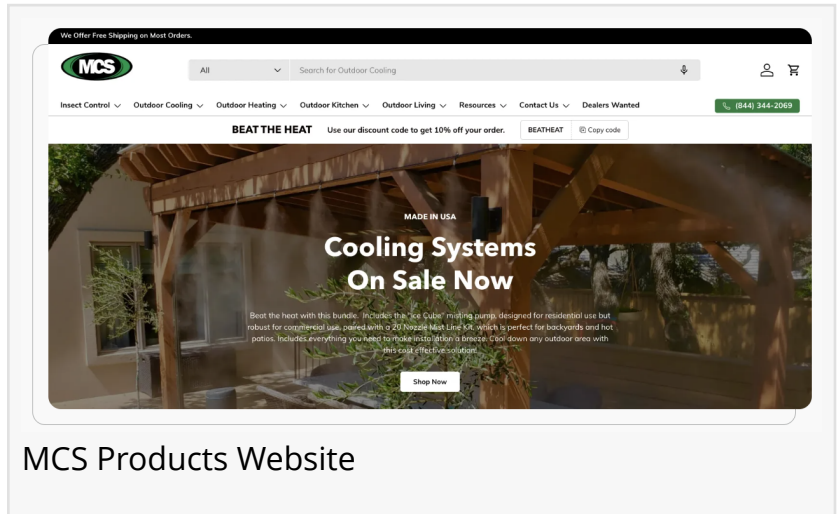 We Offer Free Shipping on Most Orders.
MCS
All
Search for Outdoor Cooling
Insect Control
Outdoor Cooling
Outdoor Heating
Outdoor Kitchen
Outdoor Living
Resources
Contact Us
Dealers Wanted
(844) 344-2069
BEAT THE HEAT
Use our discount code to get 10% off your order.
BEATHEAT
Copy code
MADE IN USA
Cooling Systems
On Sale Now
Beat the heat with this bundle. Includes the "Ice Cube" misting pump, designed for residential use but
robust for commercial use, paired with a 20 Nozzle Mist Line Kit, which is perfect for backyards and hot
patios. Includes everything you need to make installation a breeze. Cool down any outdoor area with
this cost effective solution!
Shop Now
MCS Products Website